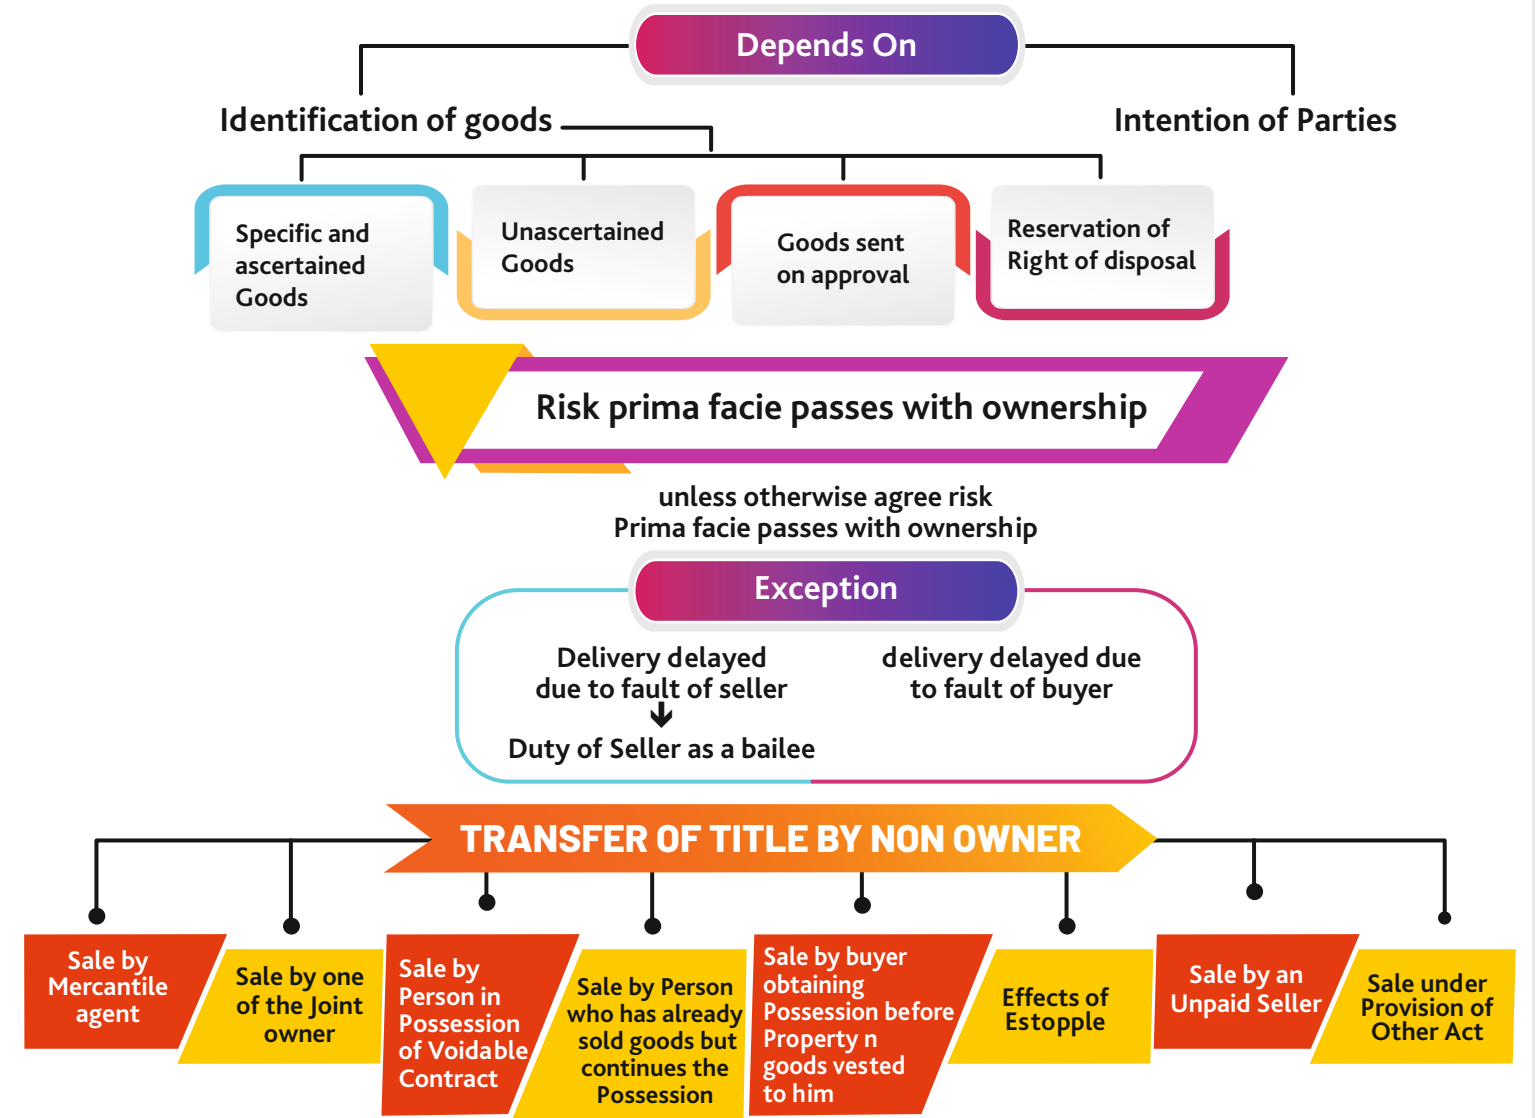 Depends On
Identification of goods
Intention of Parties
Specific and
ascertained
Goods
Unascertained
Goods
Goods sent
on approval
Reservation of
Right of disposal
Risk prima facie passes with ownership
unless otherwise agree risk
Prima facie passes with ownership
Exception
Delivery delayed
due to fault of seller
Duty of Seller as a bailee
delivery delayed due
to fault of buyer
TRANSFER OF TITLE BY NON OWNER
Sale by
Mercantile
agent
Sale by one
of the Joint
owner
Sale by
Person in
Possession
of Voidable
Contract
Sale by Person
who has already
sold goods but
continues the
Possession
Sale by buyer
obtaining
Possession before
Property n
goods vested
to him
Effects of
Estopple
Sale by an
Unpaid Seller
Sale under
Provision of
Other Act